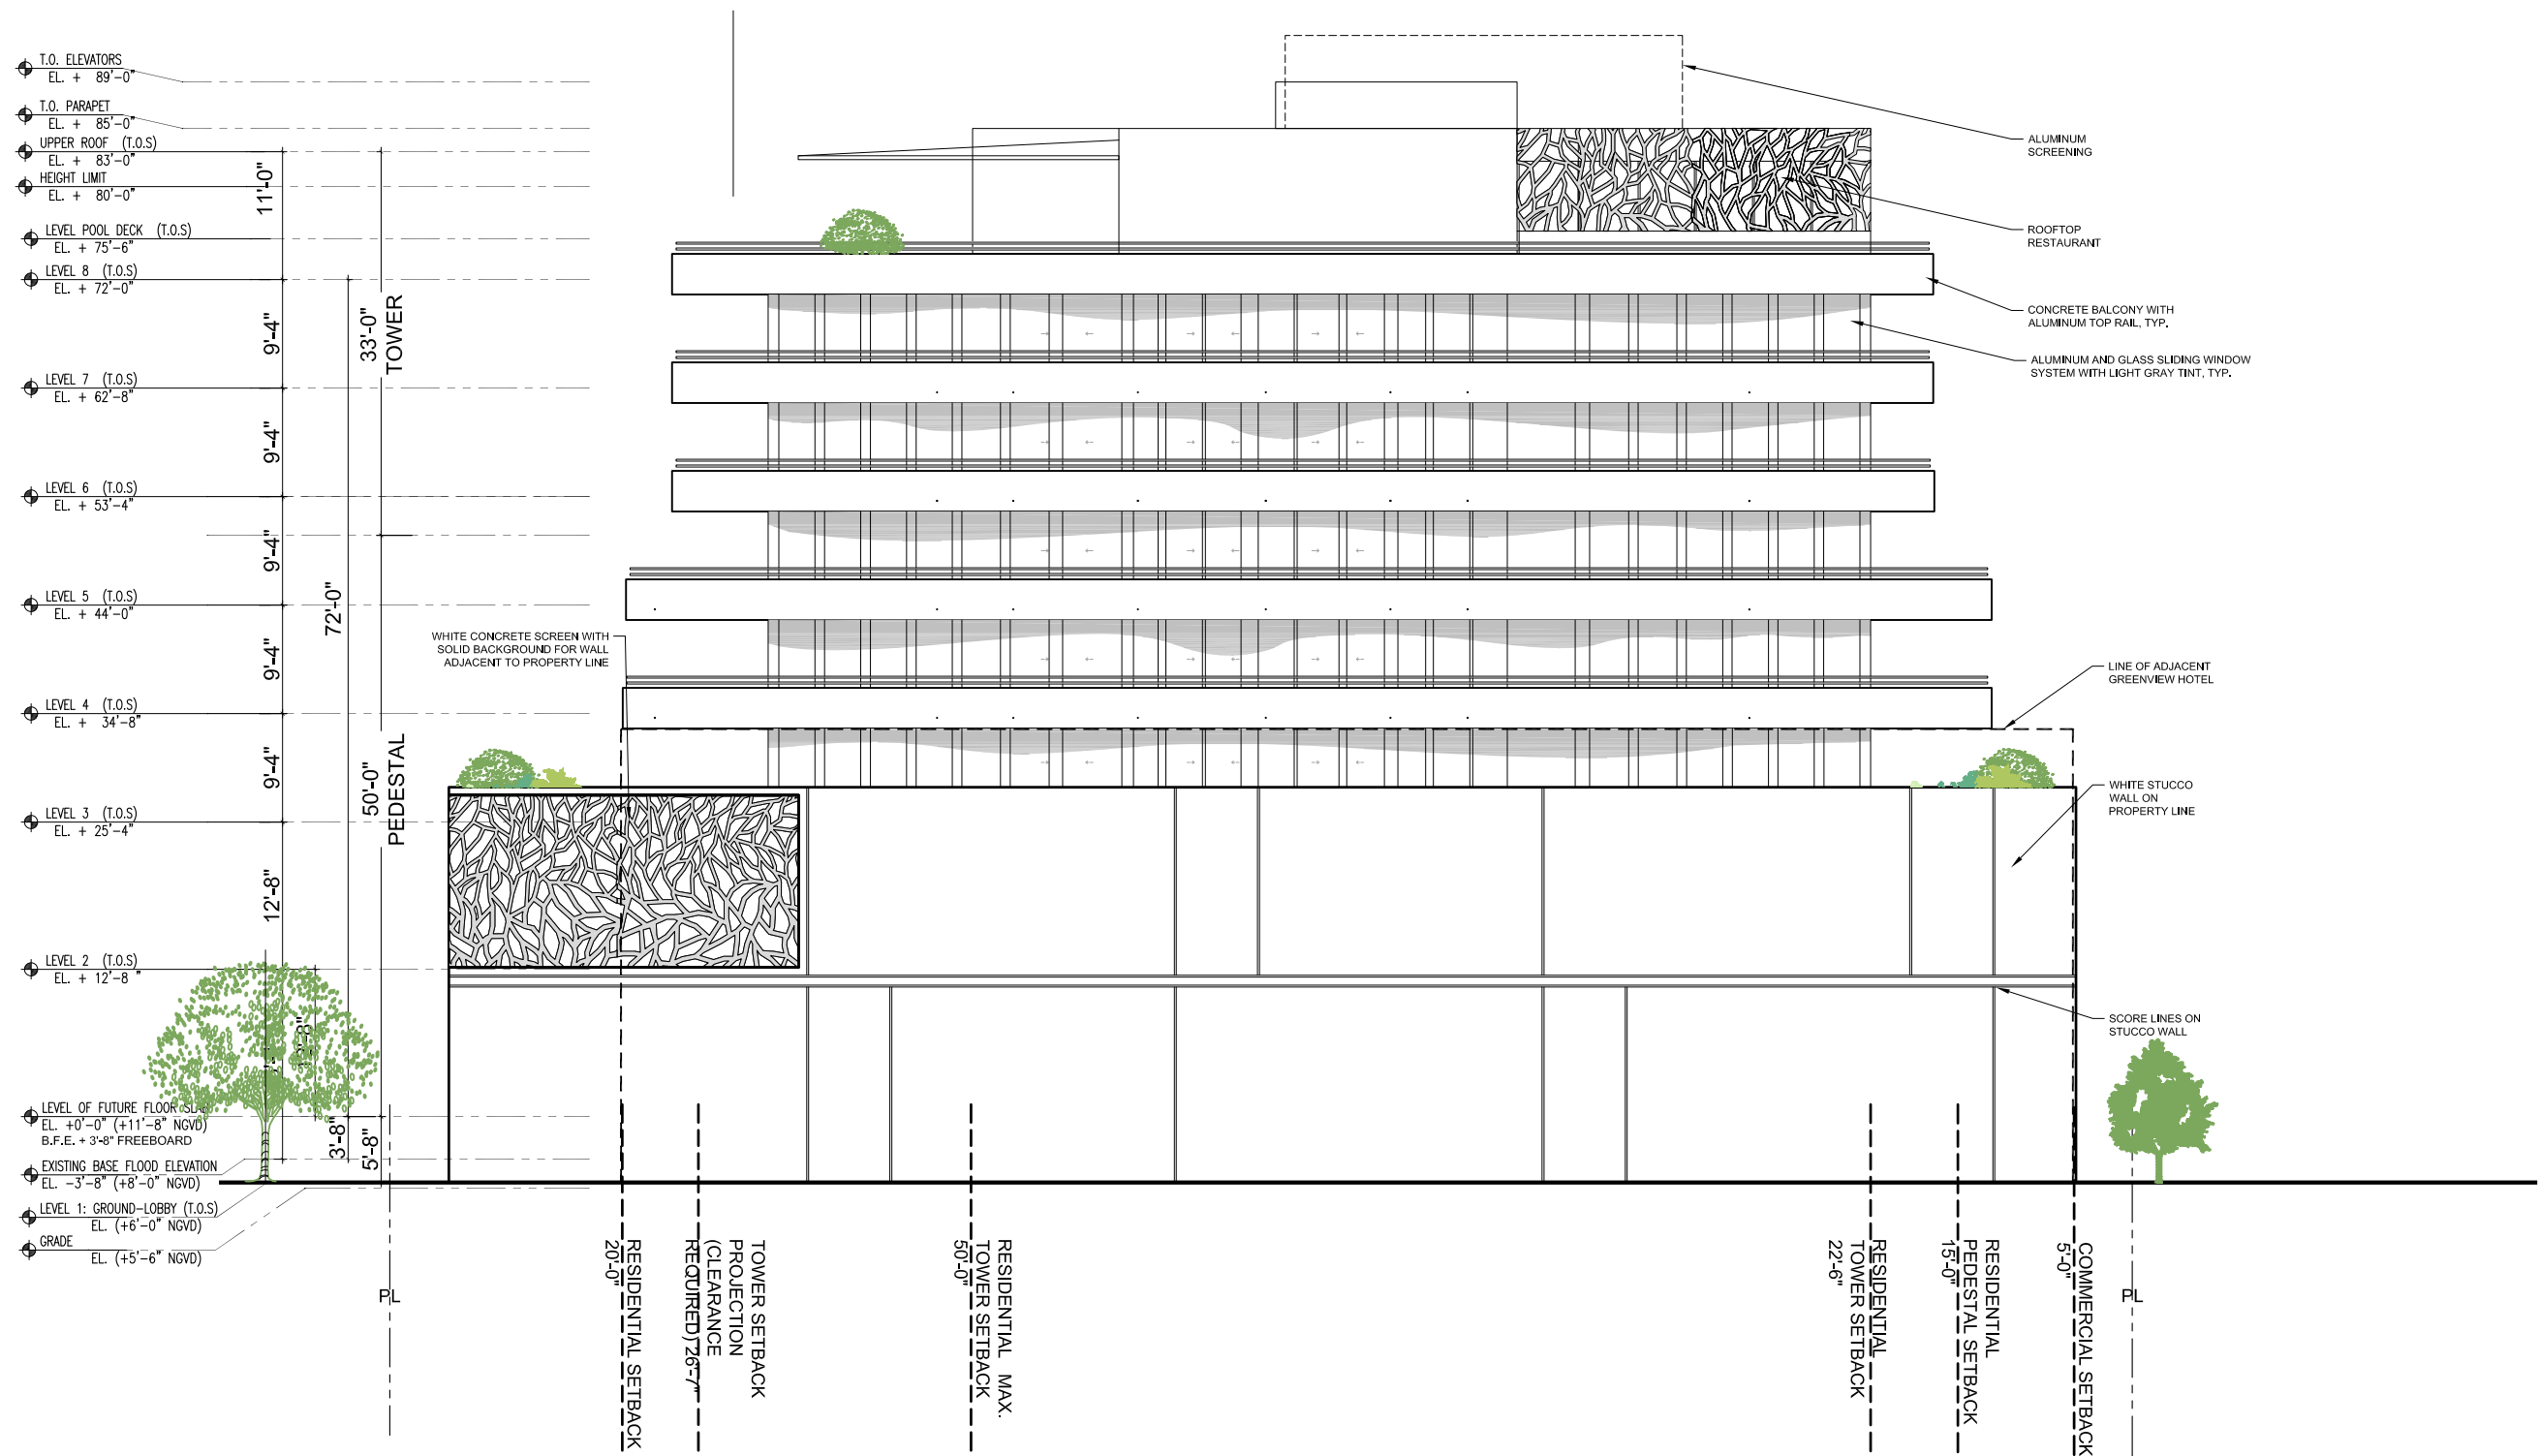 T.O. ELEVATORS
EL. + 89'-0"
T.O. PARAPET
EL. + 85'-0"
UPPER ROOF (T.O.S)
EL. + 83'-0"
HEIGHT LIMIT
EL. + 80'-0"
LEVEL POOL DECK (T.O.S)
EL. + 75'-6"
LEVEL 8 (T.O.S)
EL. + 72'-0"
LEVEL 7 (T.O.S)
EL. + 62'-8"
LEVEL 6 (T.O.S)
EL. + 53'-4"
LEVEL 5 (T.O.S)
EL. + 44'-0"
LEVEL 4 (T.O.S)
EL. + 34'-8"
LEVEL 3 (T.O.S)
EL. + 25'-4"
LEVEL 2 (T.O.S)
EL. + 12'-8 "
LEVEL OF FUTURE FLOOR
EL. +0'-0" (+11'-8" NGVD)
B.F.E. + 3'-8" FREEBOARD
EXISTING BASE FLOOD ELEVATION
EL. -3'-8" (+8'-0" NGVD)
LEVEL 1: GROUND-LOBBY (T.O.S)
EL. (+6'-0" NGVD)
GRADE
EL. (+5'-6" NGVD)
11'-0"
9'-4"
9'-4"
9'-4"
9'-4"
9'-4"
12'-8"
72'-0"
3'-8"
33'-0"
TOWER
50'-0"
PEDESTAL
5'-8"
WHITE CONCRETE SCREEN WITH
SOLID BACKGROUND FOR WALL
ADJACENT TO PROPERTY LINE
ALUMINUM
SCREENING
ROOFTOP
RESTAURANT
CONCRETE BALCONY WITH
ALUMINUM TOP RAIL, TYP.
ALUMINUM AND GLASS SLIDING WINDOW
SYSTEM WITH LIGHT GRAY TINT, TYP.
LINE OF ADJACENT
GREENVIEW HOTEL
WHITE STUCCO
WALL ON
PROPERTY LINE
SCORE LINES ON
STUCCO WALL
PL
RESIDENTIAL SETBACK
20'-0"
TOWER SETBACK
PROJECTION
(CLEARANCE
REQUIRED) 26'-7"
RESIDENTIAL MAX.
TOWER SETBACK
50'-0"
RESIDENTIAL
TOWER SETBACK
22'-6"
RESIDENTIAL
PEDESTAL SETBACK
15'-0"
COMMERCIAL SETBACK
5'-0"
PL